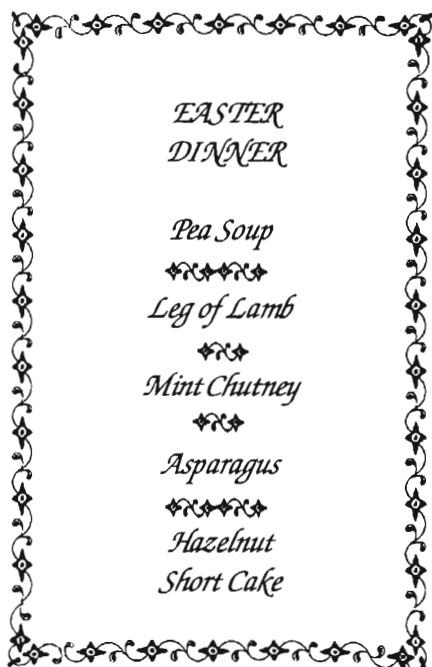 EASTER
DINNER
Pea Soup
Leg of Lamb
Mint Chutney
Asparagus
Hazelnut
Short Cake